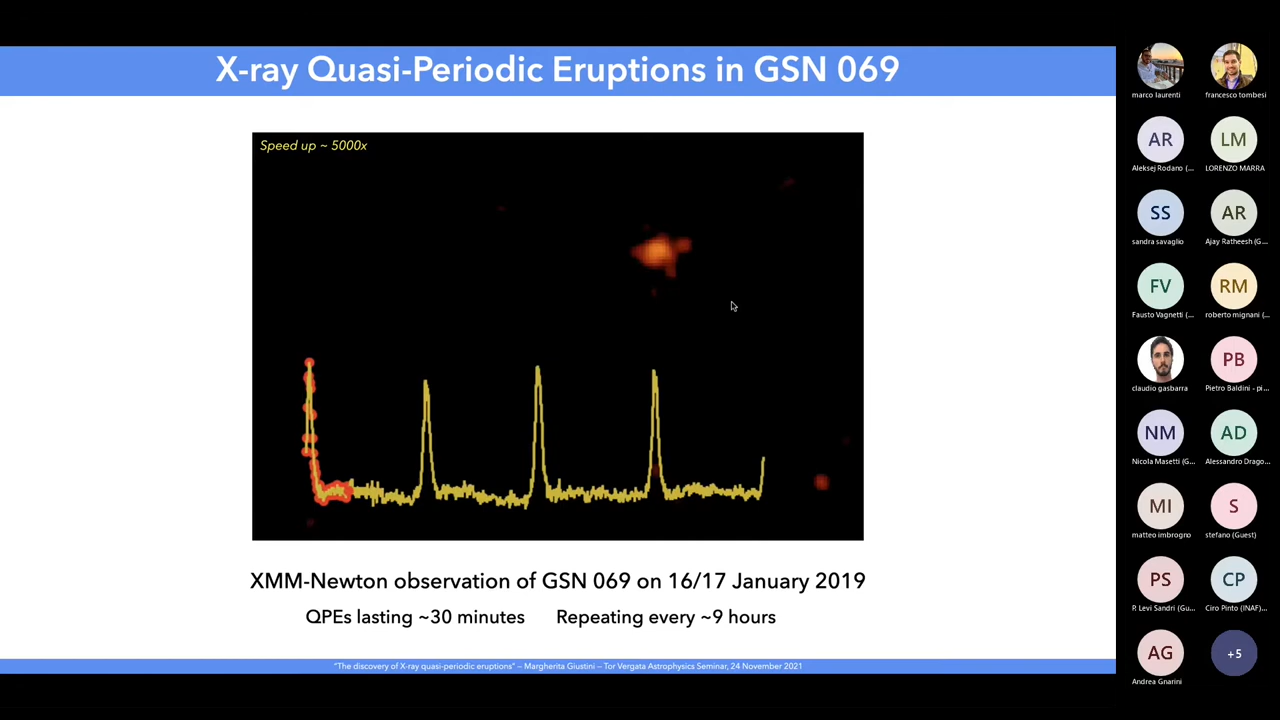 X-ray Quasi-Periodic Eruptions in GSN 069
Speed up ~ 5000x
XMM-Newton observation of GSN 069 on 16/17 January 2019
QPEs lasting ~30 minutes Repeating every ~9 hours
"The discovery of X-ray quasi-periodic eruptions" – Margherita Giustini – Tor Vergata Astrophysics Seminar, 24 November 2021
marco laurenti francesco tombesi
AR LM
Aleksej Rodano (... LORENZO MARRA
SS AR
sandra savaglio Ajay Ratheesh (G...
FV RM
Fausto Vagnetti (... roberto mignani (...
PB
claudio gasbarra Pietro Baldini - pi...
NM AD
Nicola Masetti (G... Alessandro Drago...
MI S
matteo imbrogno stefano (Guest)
PS CP
P. Levi Sandri (Gu... Ciro Pinto (INAF)...
AG +5
Andrea Gnarini